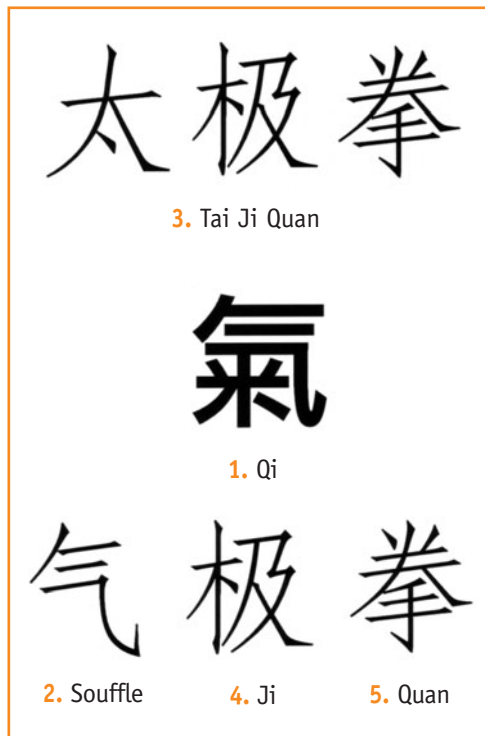 太极拳
3. Tai Ji Quan
氣
1. Qi
气 极 拳
2. Souffle 4. Ji 5. Quan